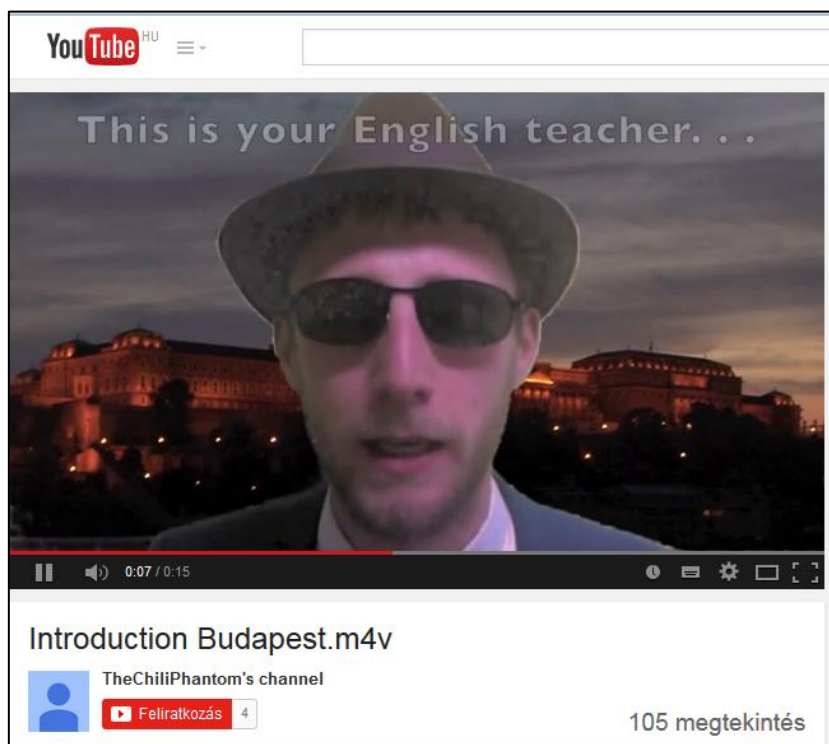 YouTube HU
This is your English teacher. . .
0:07 / 0:15
Introduction Budapest.m4v
TheChiliPhantom's channel
Feliratkozás 4
105 megtekintés